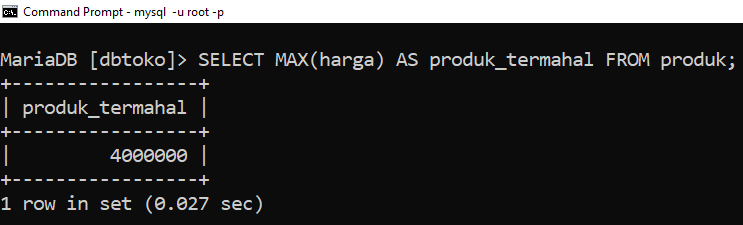 Command Prompt - mysql  -u root -p
MariaDB [dbtoko]> SELECT MAX(harga) AS produk_termahal FROM produk;
+-----------------+
| produk_termahal |
+-----------------+
|         4000000 |
+-----------------+
1 row in set (0.027 sec)